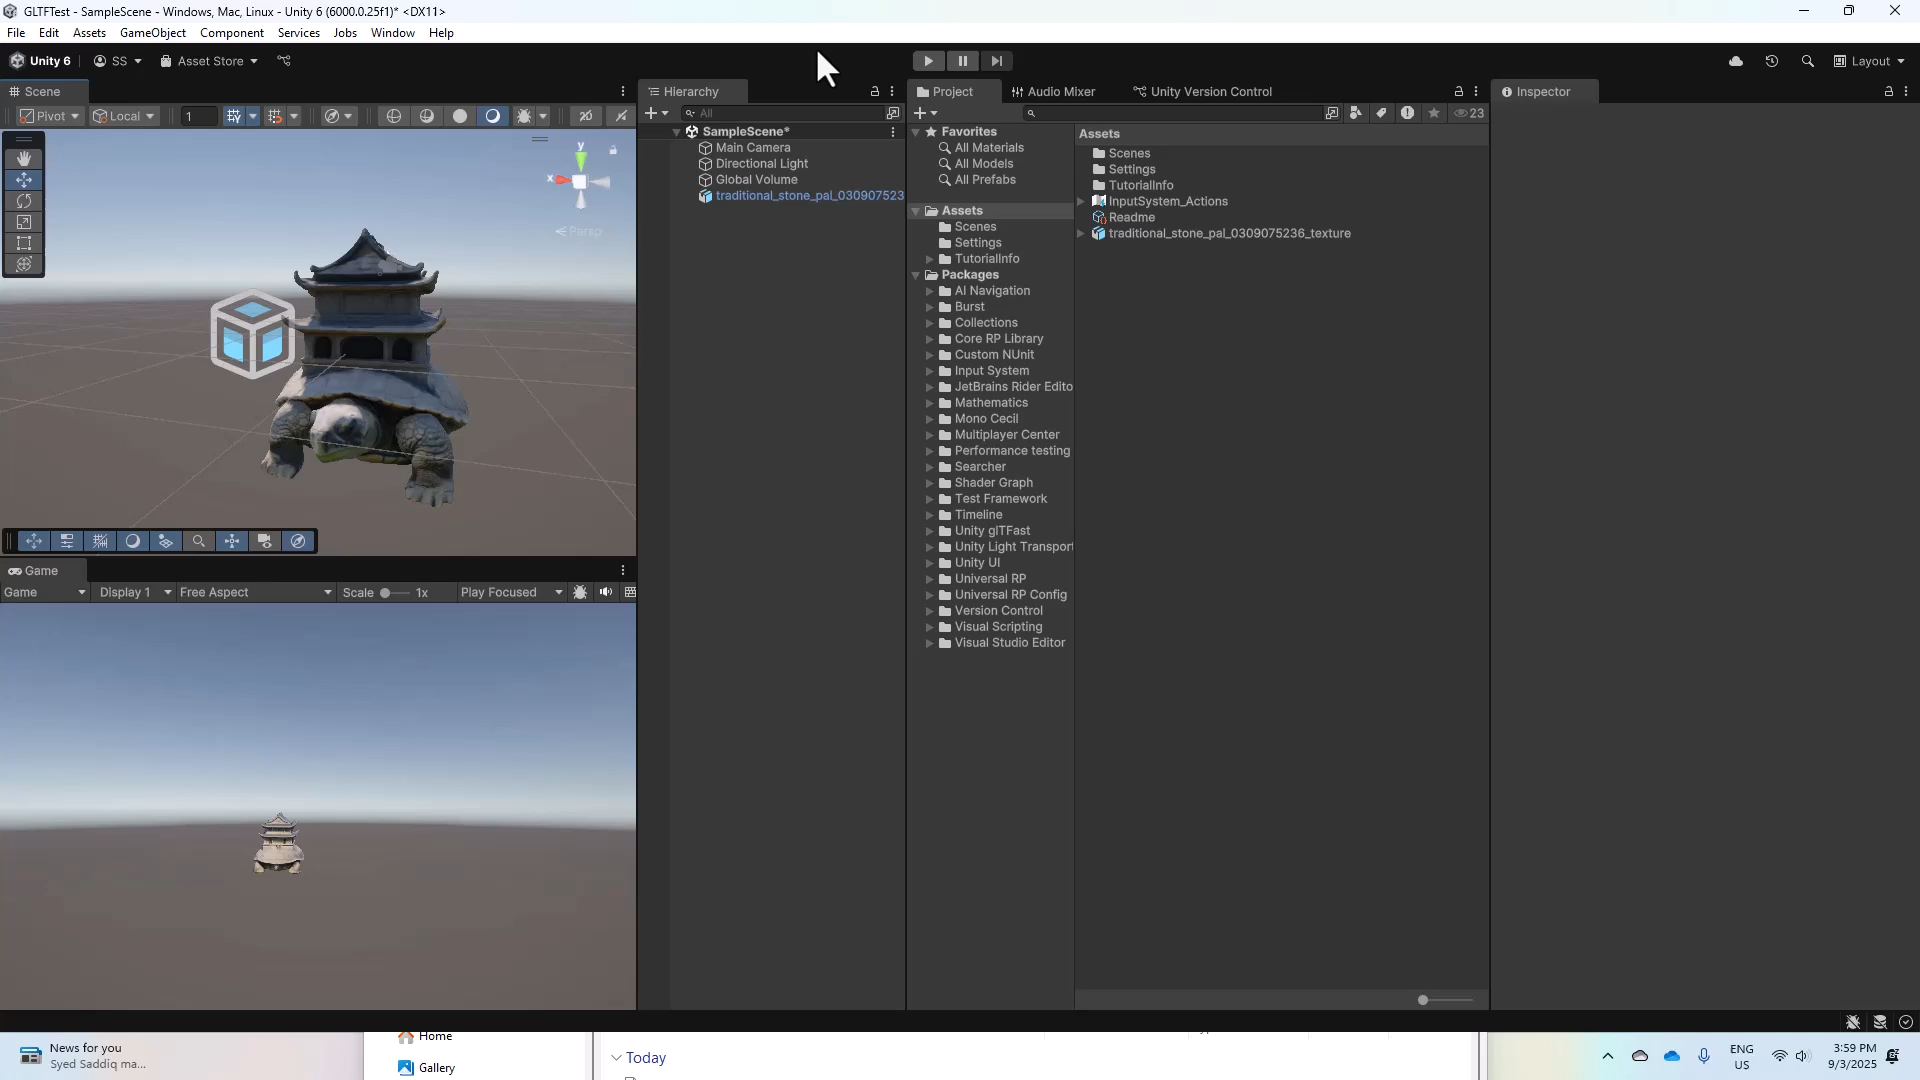 GLTFTest - SampleScene - Windows, Mac, Linux - Unity 6 (6000.0.25f1)* <DX11>
File Edit Assets GameObject Component Services Jobs Window Help
Unity 6 SS Asset Store Layout
Scene
Pivot Local 1 2D
y
x
Persp
Game
Game Display 1 Free Aspect Scale 1x Play Focused
Hierarchy
All
SampleScene*
Main Camera
Directional Light
Global Volume
traditional_stone_pal_030907523
Project Audio Mixer Unity Version Control
23
Favorites
All Materials
All Models
All Prefabs
Assets
Scenes
Settings
TutorialInfo
Packages
AI Navigation
Burst
Collections
Core RP Library
Custom NUnit
Input System
JetBrains Rider Edito
Mathematics
Mono Cecil
Multiplayer Center
Performance testing
Searcher
Shader Graph
Test Framework
Timeline
Unity glTFast
Unity Light Transport
Unity UI
Universal RP
Universal RP Config
Version Control
Visual Scripting
Visual Studio Editor
Assets
Scenes
Settings
TutorialInfo
InputSystem_Actions
Readme
traditional_stone_pal_0309075236_texture
Inspector
News for you
Syed Saddiq ma...
Home
Gallery
Today
ENG
US
3:59 PM
9/3/2025